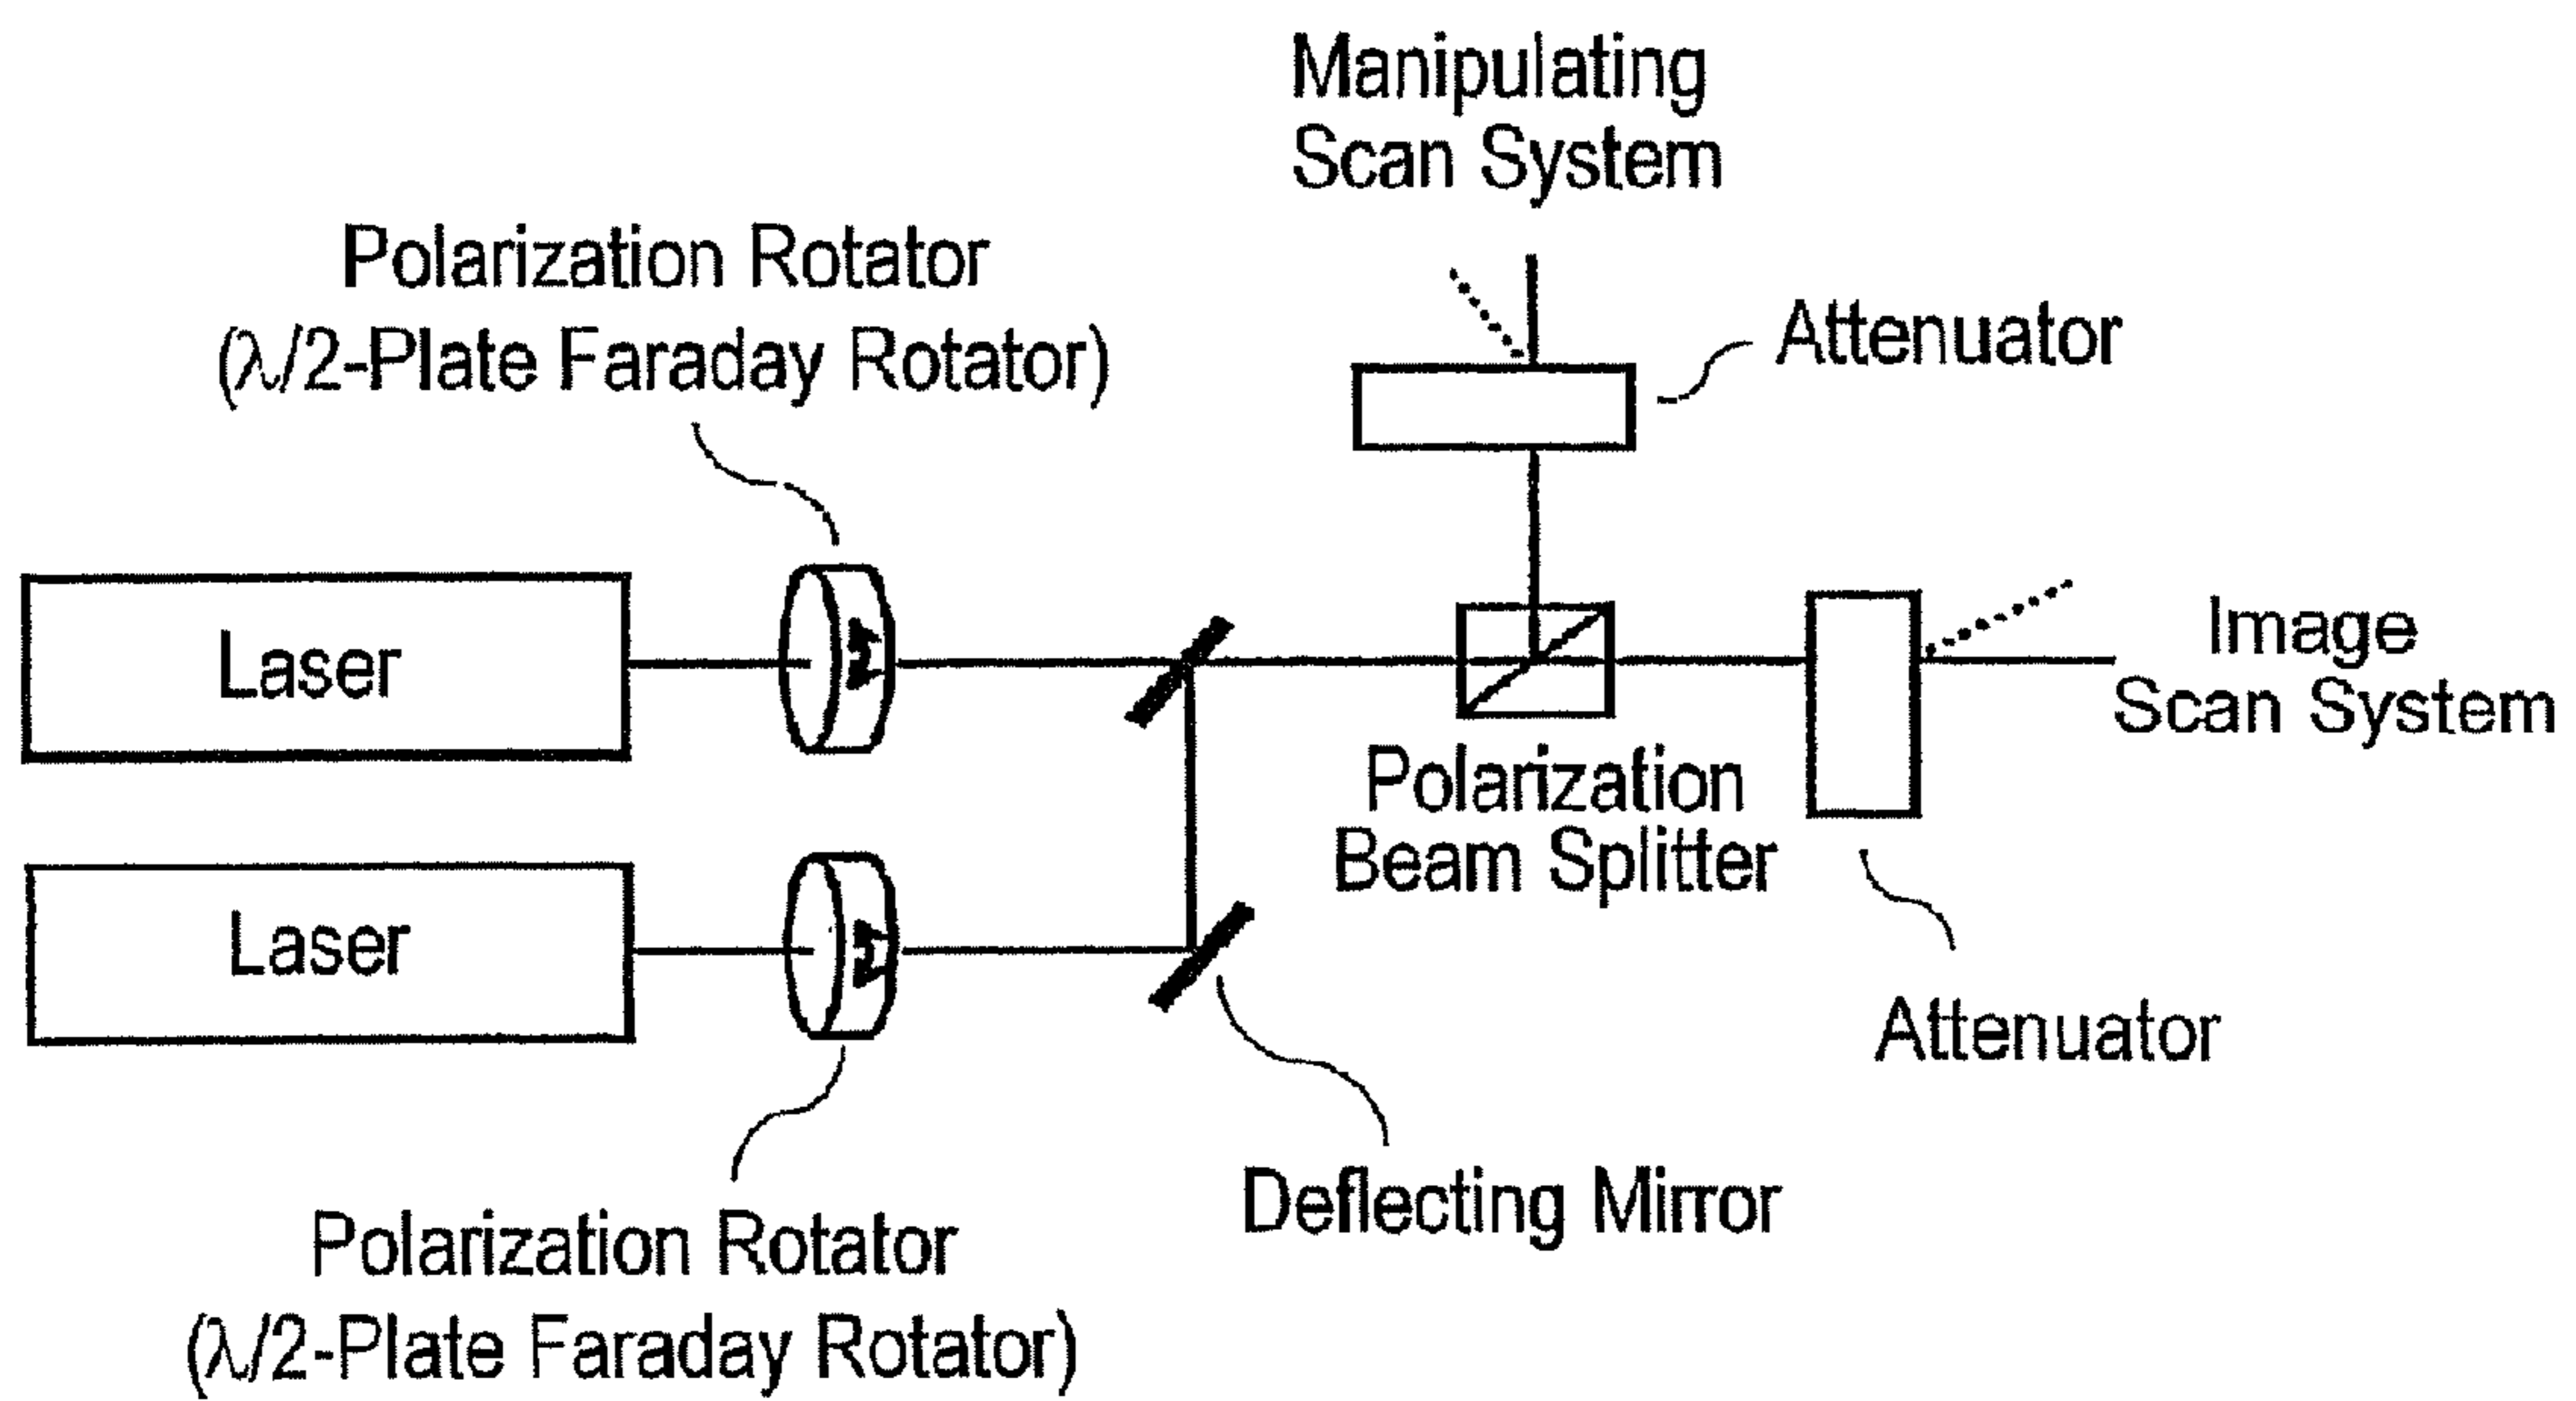 Manipulating
Scan System
Polarization Rotator
(λ/2-Plate Faraday Rotator)
Attenuator
Laser
Image
Scan System
Polarization
Beam Splitter
Laser
Attenuator
Deflecting Mirror
Polarization Rotator
(λ/2-Plate Faraday Rotator)